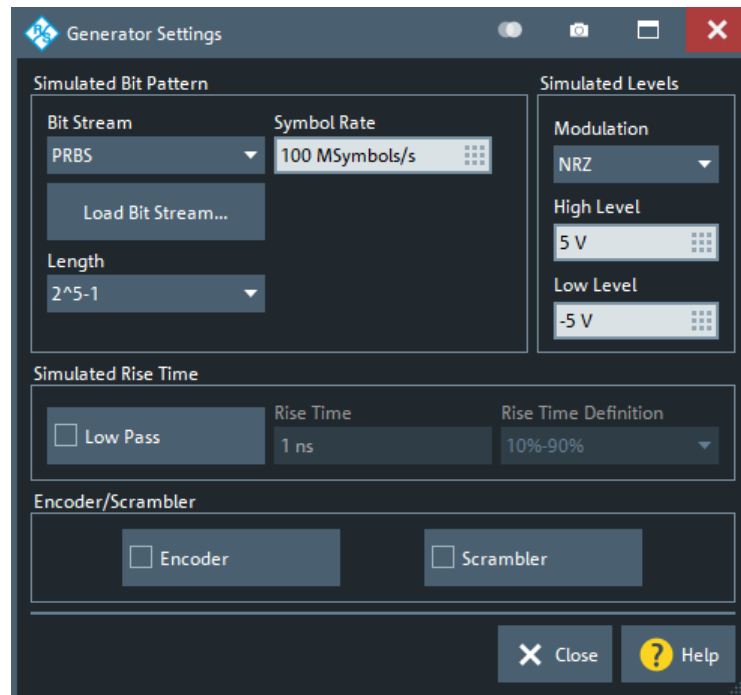 R/S Generator Settings
Simulated Bit Pattern
Bit Stream
PRBS
Symbol Rate
100 MSymbols/s
Load Bit Stream...
Length
2^5-1
Simulated Levels
Modulation
NRZ
High Level
5 V
Low Level
-5 V
Simulated Rise Time
Low Pass
Rise Time
1 ns
Rise Time Definition
10%-90%
Encoder/Scrambler
Encoder
Scrambler
Close
? Help